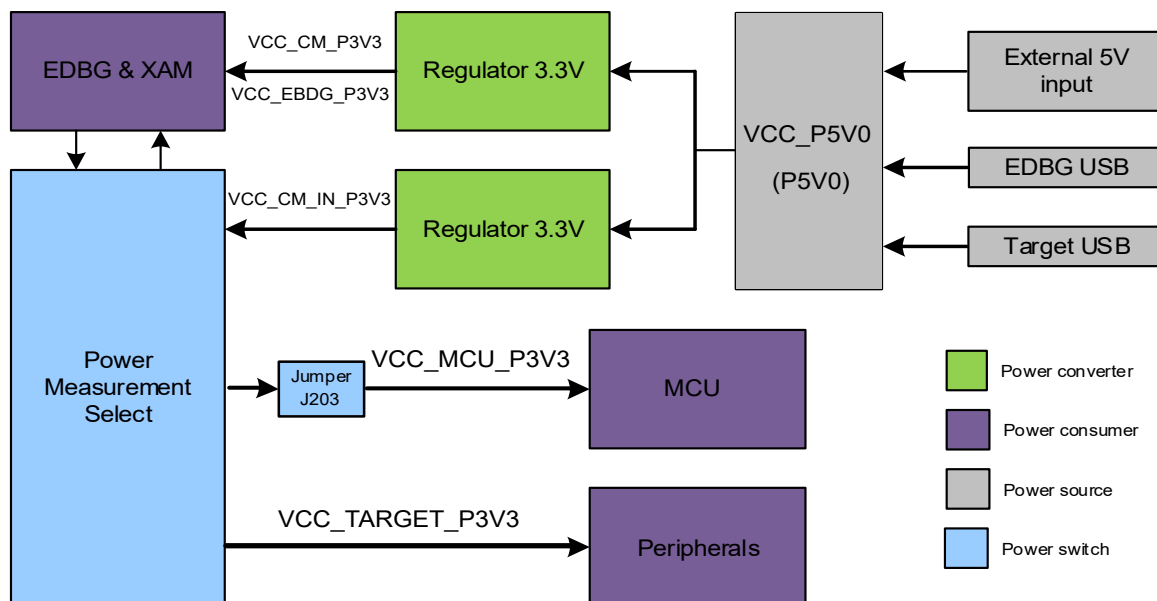 EDBG & XAM
VCC_CM_P3V3
VCC_EBDG_P3V3
Regulator 3.3V
VCC_P5V0
(P5V0)
External 5V
input
EDBG USB
Target USB
VCC_CM_IN_P3V3
Regulator 3.3V
Power
Measurement
Select
Jumper
J203
VCC_MCU_P3V3
MCU
VCC_TARGET_P3V3
Peripherals
Power converter
Power consumer
Power source
Power switch